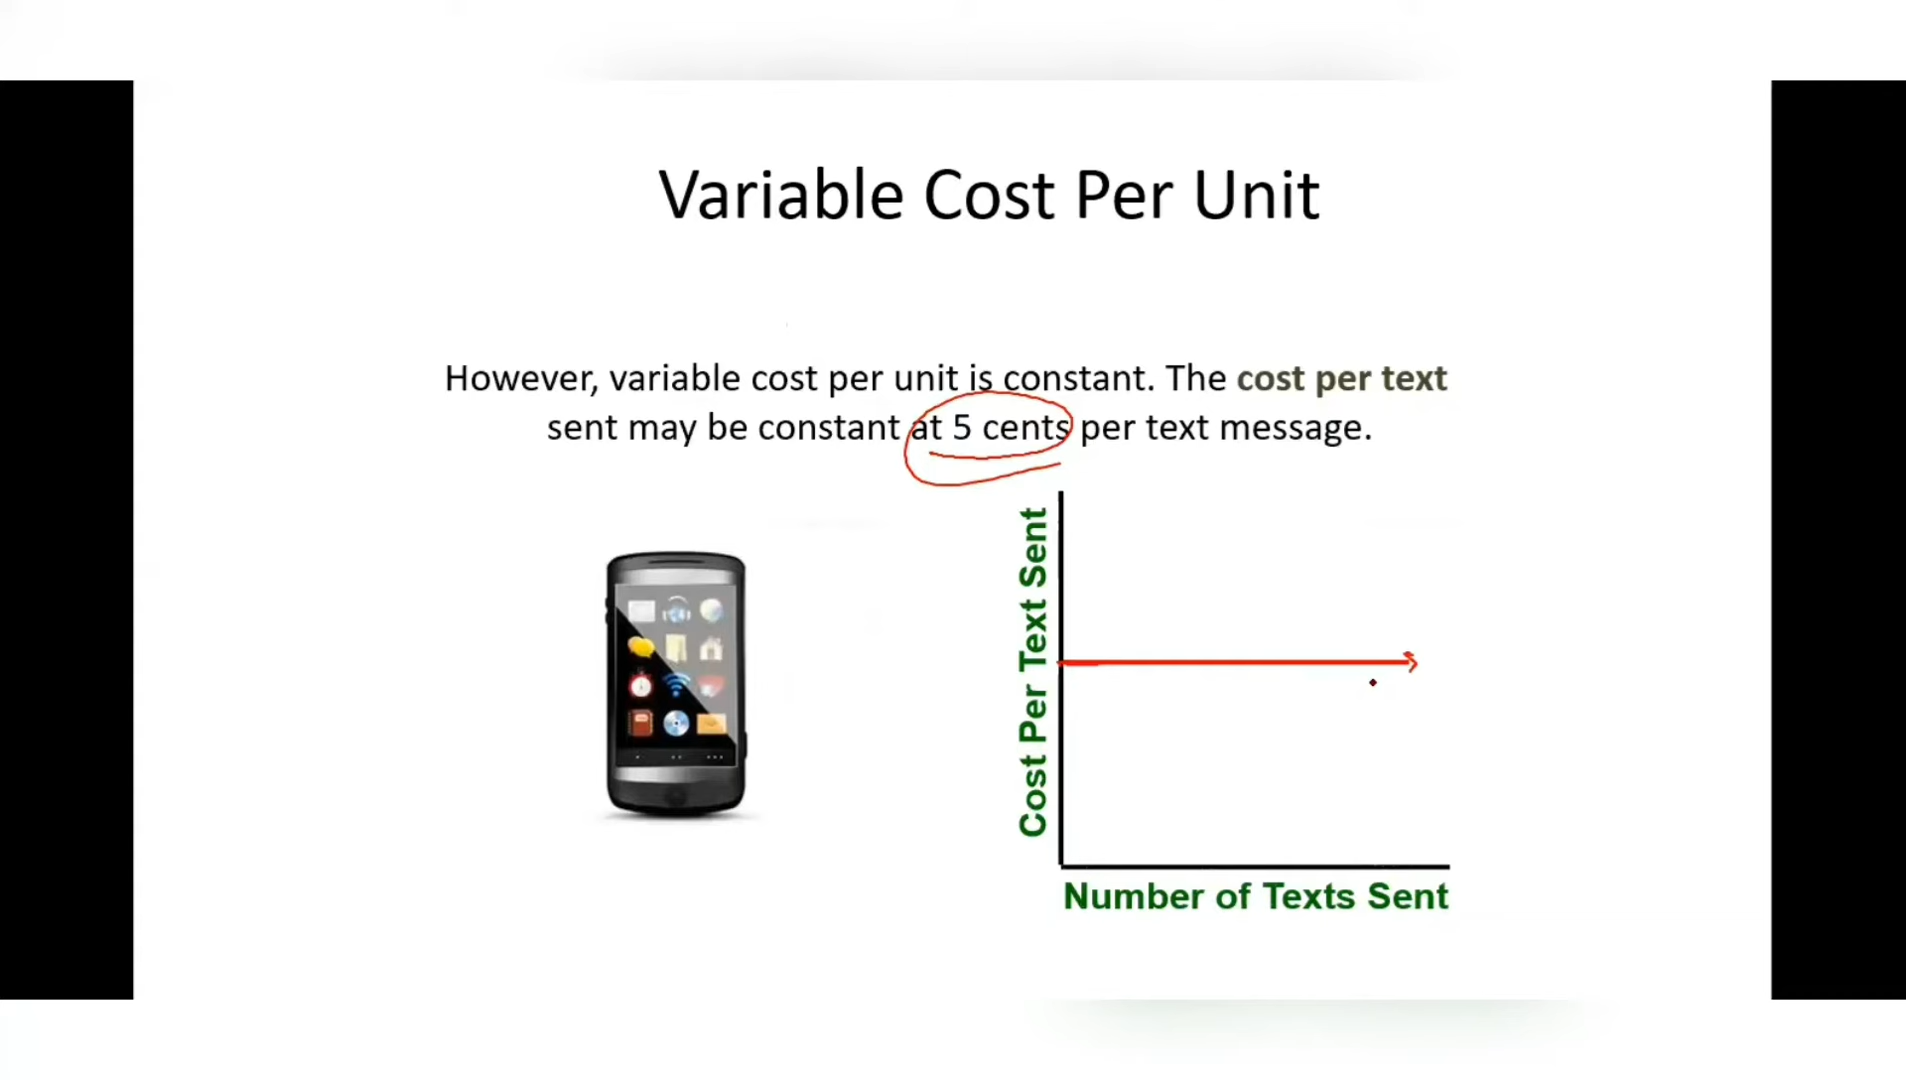 Variable Cost Per Unit
However, variable cost per unit is constant. The cost per text
sent may be constant at 5 cents per text message.
Cost Per Text Sent
Number of Texts Sent